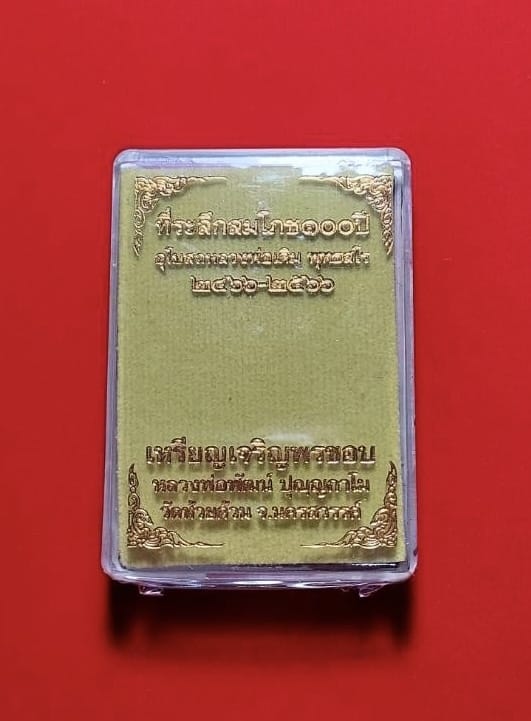 ที่ระลึกสมโภช๑๐๐ปี
อุโบสถหลวงพ่อเดิม พุทธสโร
๒๔๖๖-๒๕๖๖
เหรียญเจริญพรชอบ
หลวงพ่อพัฒน์ ปุญฺญกาโม
วัดห้วยด้วน จ.นครสวรรค์